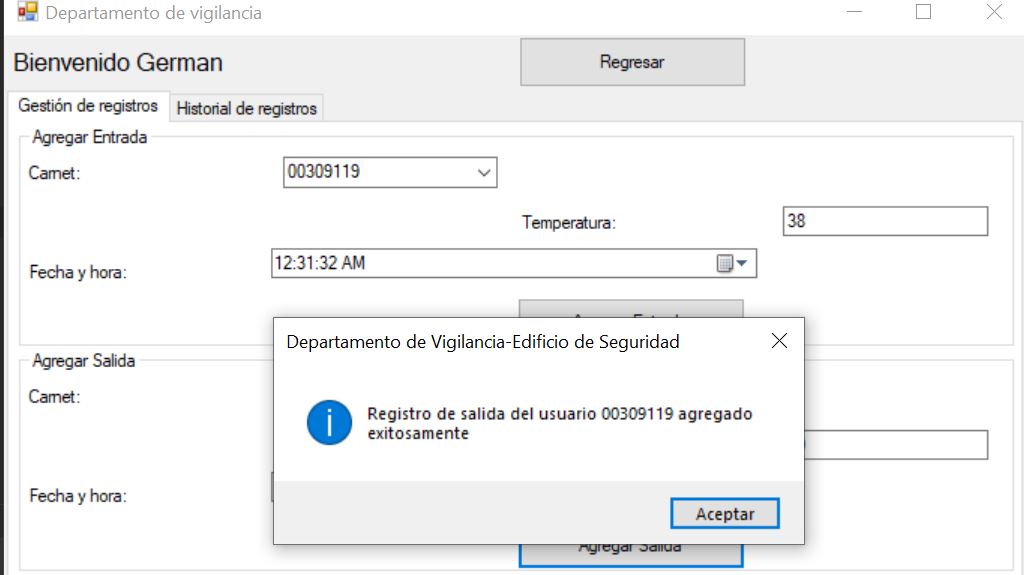 Departamento de vigilancia
Bienvenido German
Regresar
Gestión de registros
Historial de registros
Agregar Entrada
Carnet:
00309119
Temperatura:
38
Fecha y hora:
12:31:32 AM
Agregar Salida
Carnet:
Departamento de Vigilancia-Edificio de Seguridad
Registro de salida del usuario 00309119 agregado
exitosamente
Fecha y hora:
Aceptar
Agregar Salida